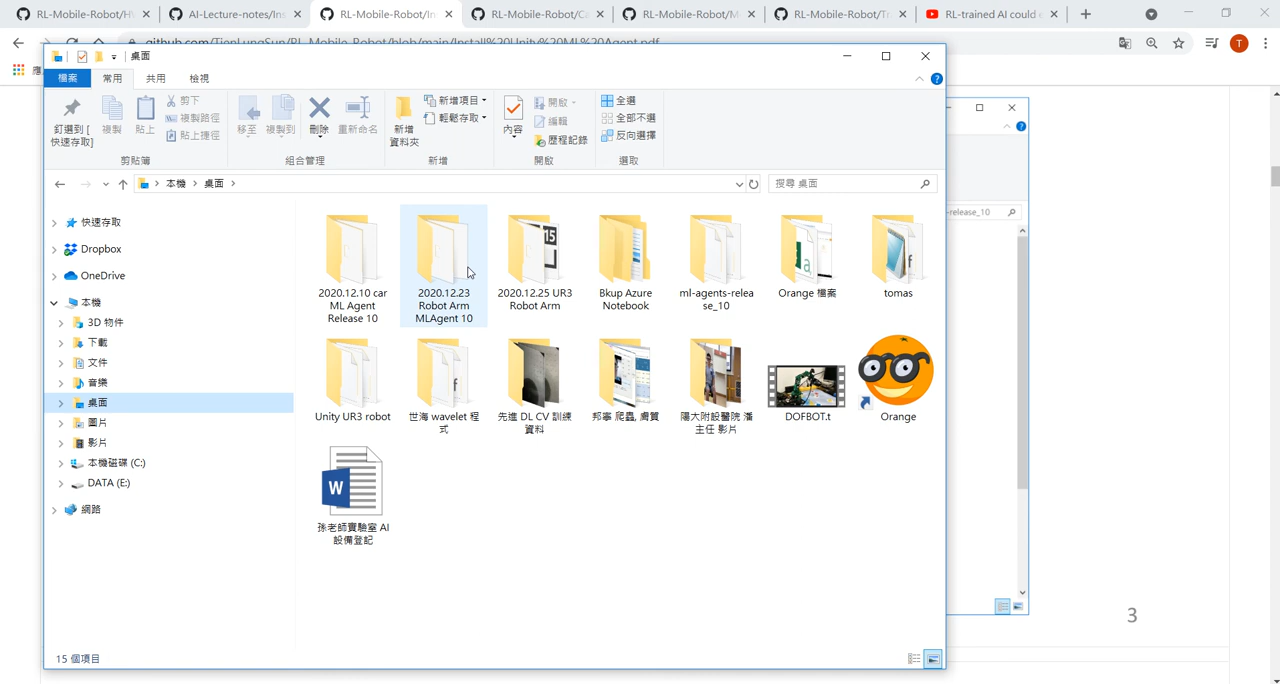 RL-Mobile-Robot/HW
AI-Lecture-notes/Ins
RL-Mobile-Robot/In
RL-Mobile-Robot/Ca
RL-Mobile-Robot/M
RL-Mobile-Robot/Tr
RL-trained AI could e
github.com/TienLungSun/RL-Mobile-Robot/blob/main/Install%20Unity%20ML%20Agent.pdf
T
應
桌面
檔案
常用
共用
檢視
釘選到 [
快速存取]
複製
貼上
剪下
複製路徑
貼上捷徑
剪貼簿
移至
複製到
刪除
重新命名
組合管理
新增
資料夾
新增項目
輕鬆存取
新增
內容
開啟
編輯
歷程記錄
開啟
全選
全部不選
反向選擇
選取
本機
桌面
搜尋 桌面
-release_10
快速存取
Dropbox
OneDrive
本機
3D 物件
下載
文件
音樂
桌面
圖片
影片
本機磁碟 (C:)
DATA (E:)
網路
2020.12.10 car
ML Agent
Release 10
2020.12.23
Robot Arm
MLAgent 10
2020.12.25 UR3
Robot Arm
Bkup Azure
Notebook
ml-agents-relea
se_10
Orange 檔案
tomas
Unity UR3 robot
世海 wavelet 程
式
先進 DL CV 訓練
資料
邦寧 爬蟲, 膚質
陽大附設醫院 潘
主任 影片
DOFBOT.t
Orange
孫老師實驗室 AI
設備登記
15 個項目
3